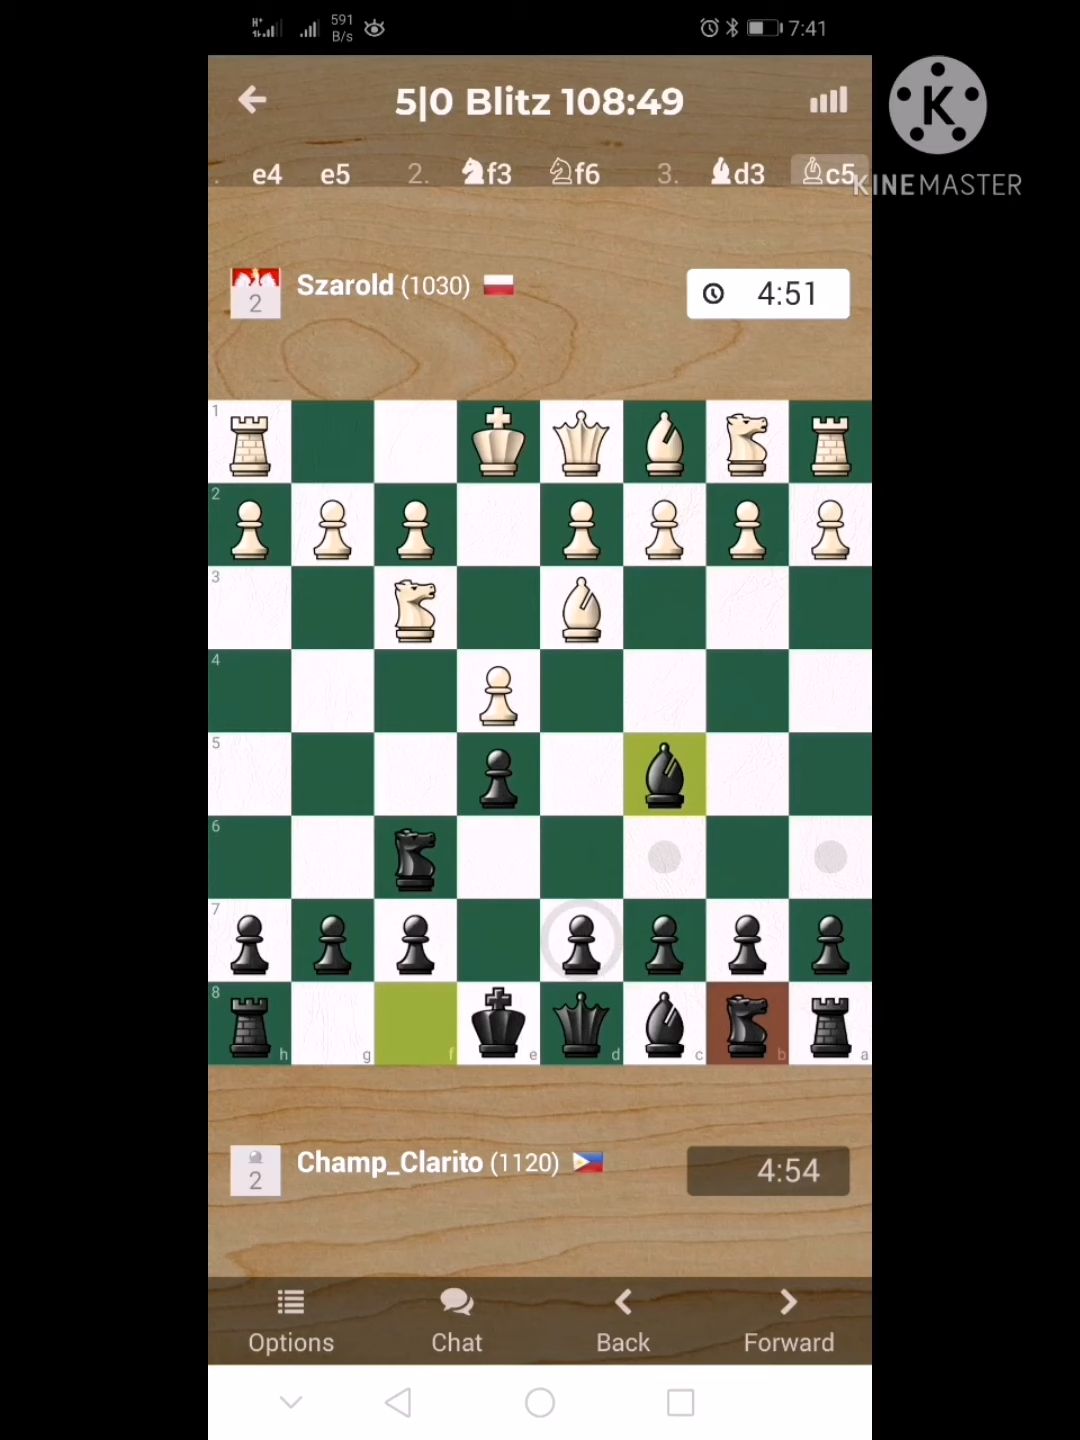 H+ 591 B/s 7:41
5|0 Blitz 108:49
K
. e4 e5 2. f3 f6 3. d3 c5
KINEMASTER
Szarold (1030)
2
4:51
1
2
3
4
5
6
7
8
h g f e d c b a
Champ_Clarito (1120)
2
4:54
Options Chat Back Forward